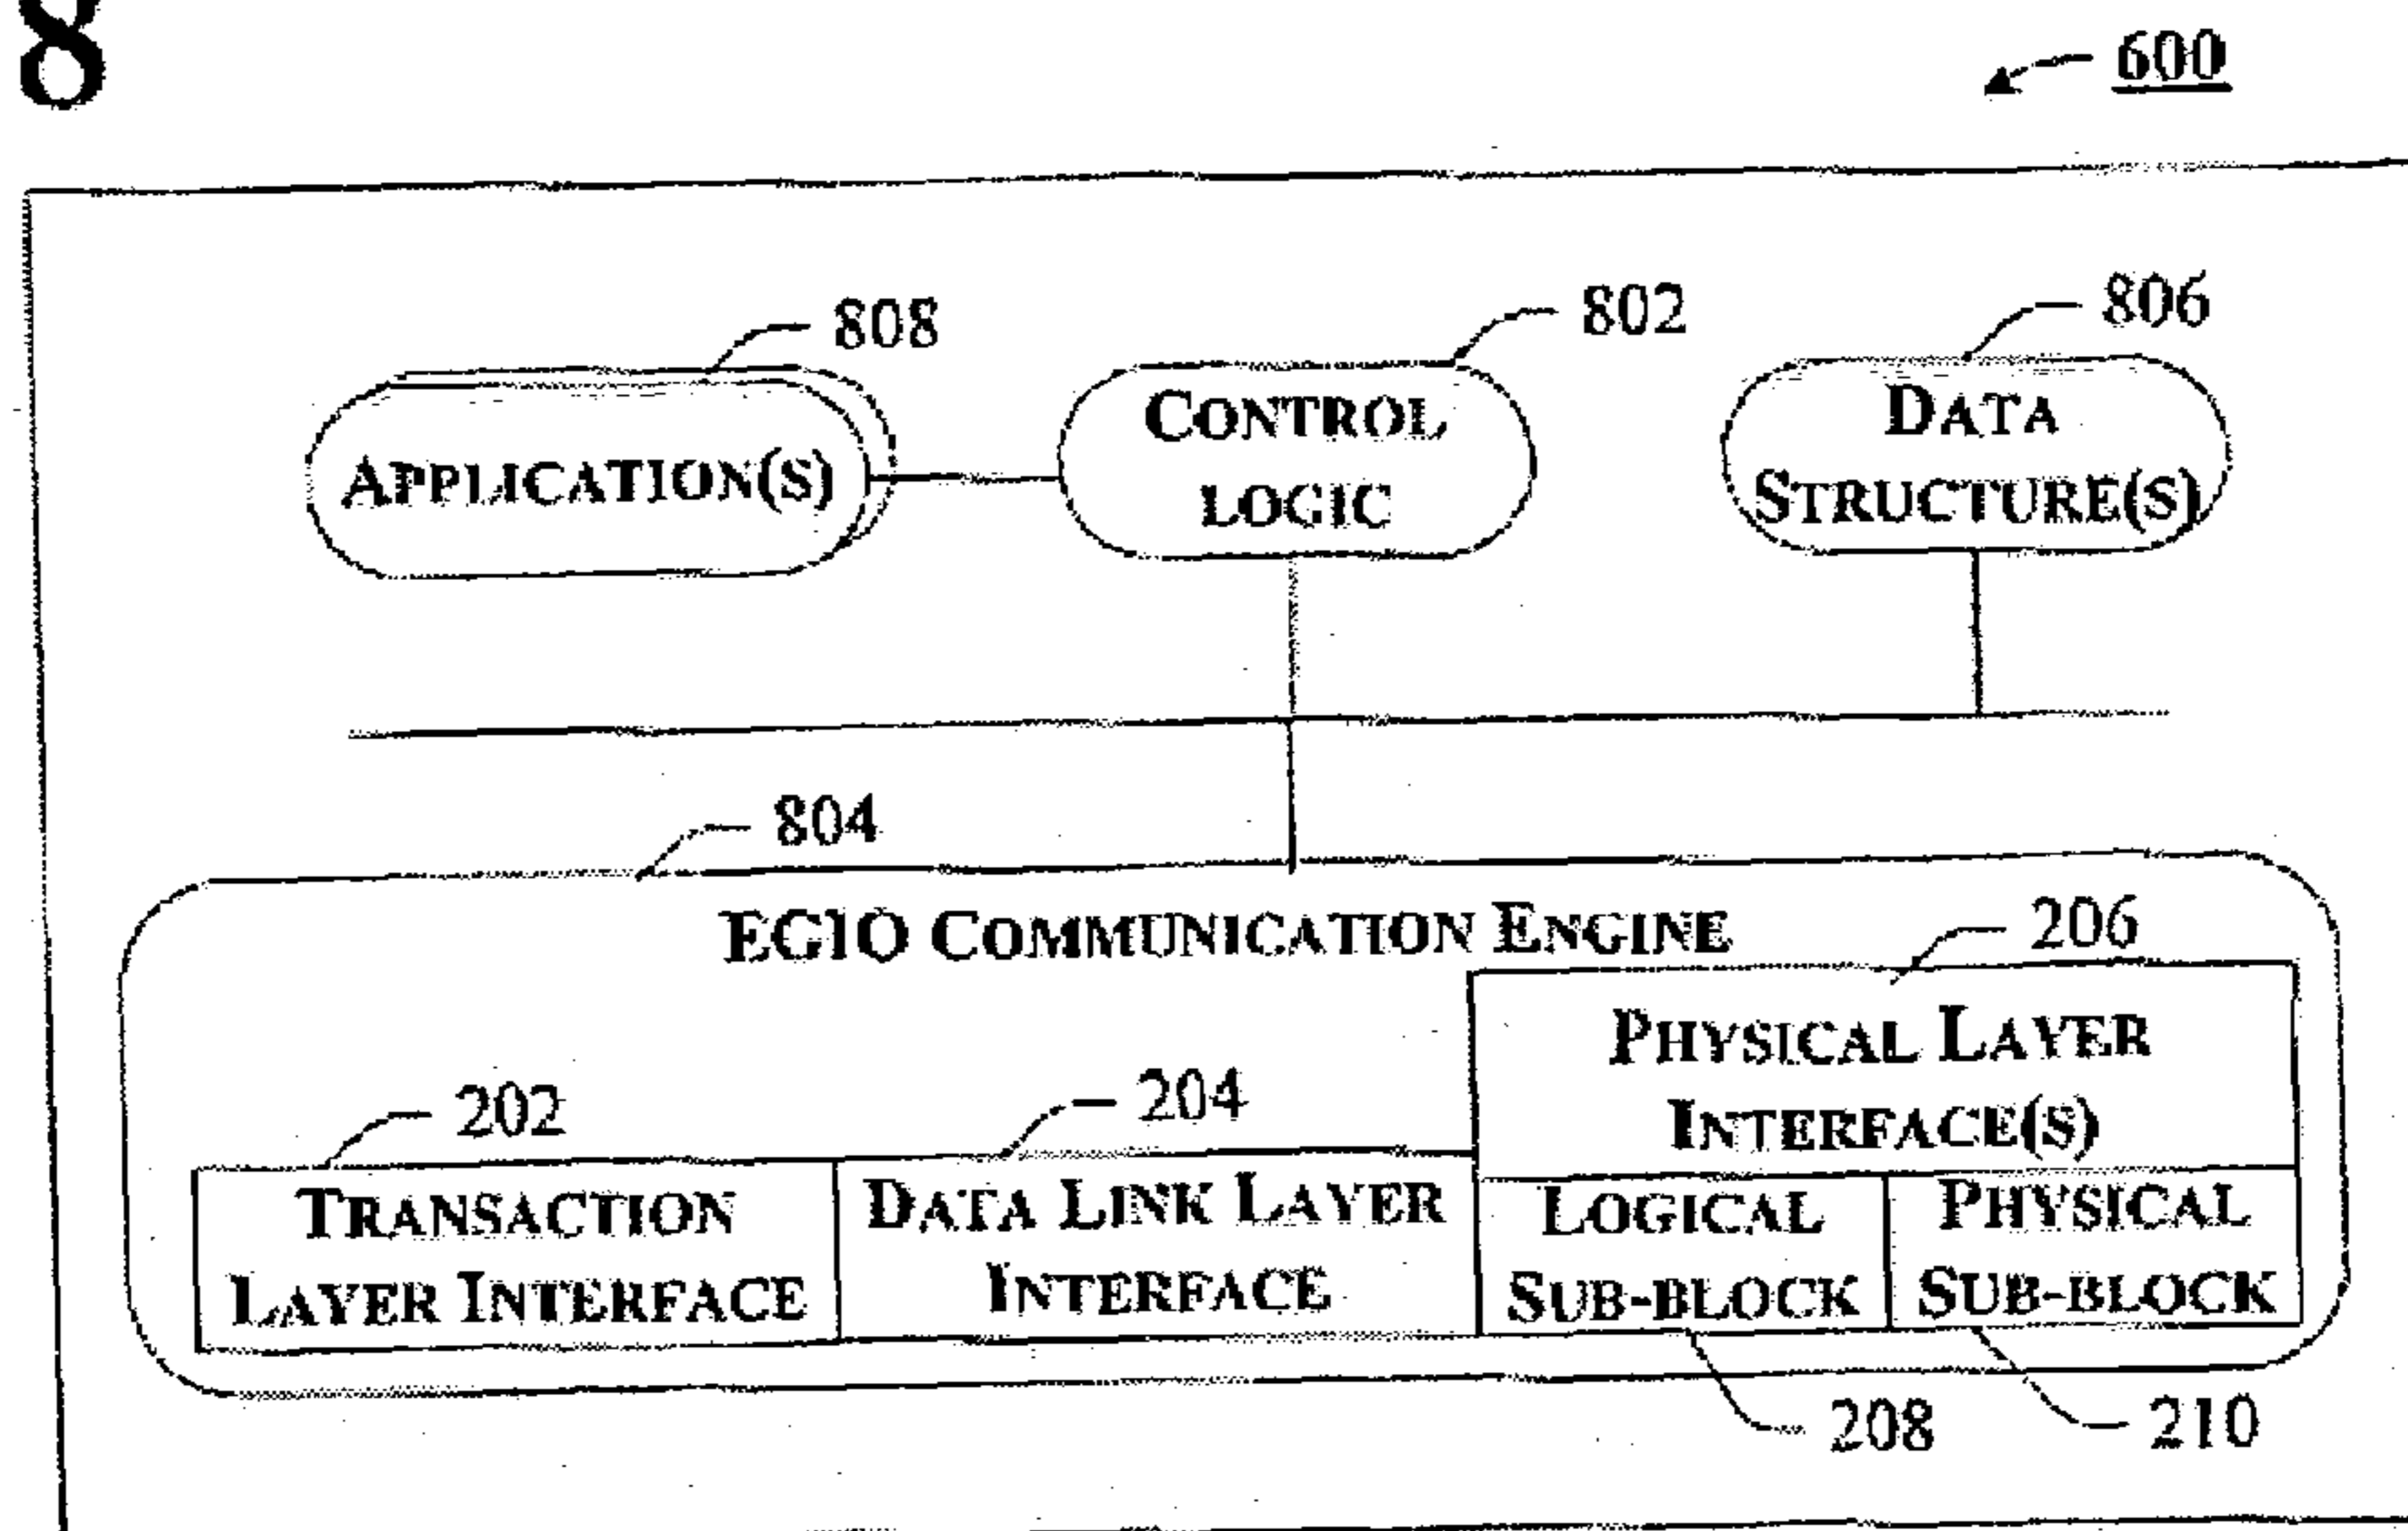 8
600
808
802
806
APPLICATION(S)
CONTROL
LOGIC
DATA
STRUCTURE(S)
804
EGIO COMMUNICATION ENGINE
206
PHYSICAL LAYER
INTERFACE(S)
202
204
TRANSACTION
LAYER INTERFACE
DATA LINK LAYER
INTERFACE
LOGICAL
SUB-BLOCK
PHYSICAL
SUB-BLOCK
208
210